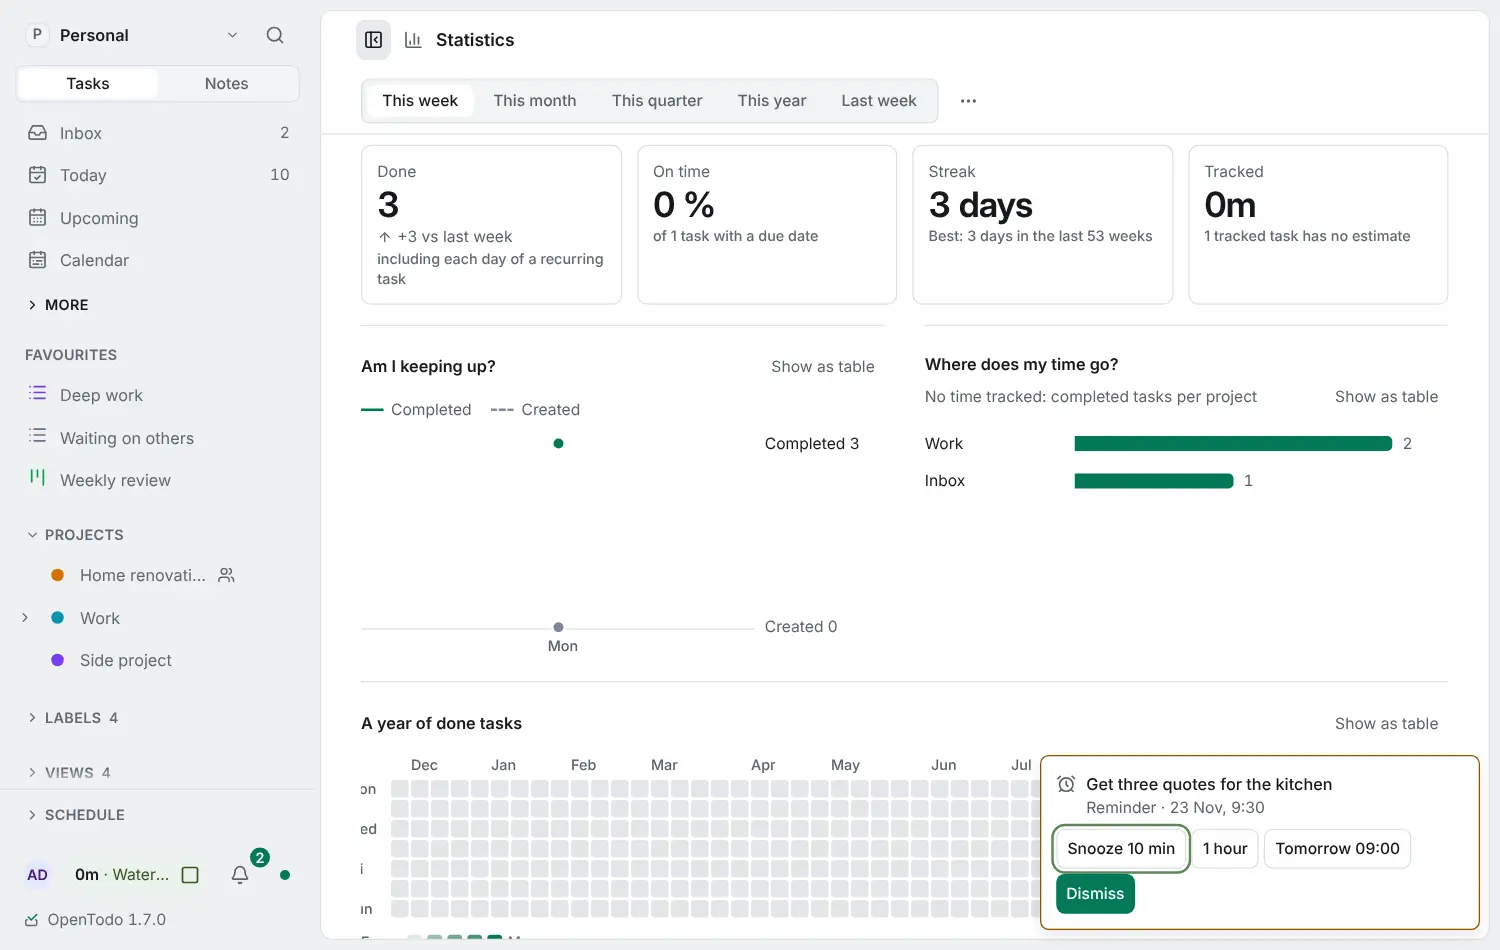 P Personal
Tasks Notes
Inbox 2
Today 10
Upcoming
Calendar
MORE
FAVOURITES
Deep work
Waiting on others
Weekly review
PROJECTS
Home renovati...
Work
Side project
LABELS 4
VIEWS 4
SCHEDULE
AD 0m · Water... 2
OpenTodo 1.7.0
Statistics
This week This month This quarter This year Last week ...
Done
3
↑ +3 vs last week
including each day of a recurring
task
On time
0 %
of 1 task with a due date
Streak
3 days
Best: 3 days in the last 53 weeks
Tracked
0m
1 tracked task has no estimate
Am I keeping up? Show as table
Completed Created
Completed 3
Created 0
Mon
Where does my time go?
No time tracked: completed tasks per project Show as table
Work 2
Inbox 1
A year of done tasks Show as table
Dec Jan Feb Mar Apr May Jun Jul
on
ed
i
un
Get three quotes for the kitchen
Reminder · 23 Nov, 9:30
Snooze 10 min 1 hour Tomorrow 09:00
Dismiss